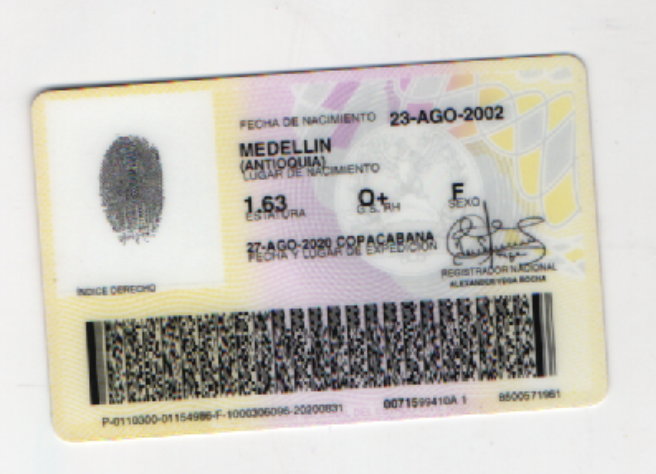 FECHA DE NACIMIENTO 23-AGO-2002
MEDELLIN
(ANTIOQUIA)
LUGAR DE NACIMIENTO
1.63 O+ F
ESTATURA G.S. RH SEXO
27-AGO-2020 COPACABANA
FECHA Y LUGAR DE EXPEDICION
REGISTRADOR NACIONAL
ALEXANDER VEGA ROCHA
INDICE DERECHO
P-0110300-01154986-F-1000306096-20200831 0071599410A 1 8500571961